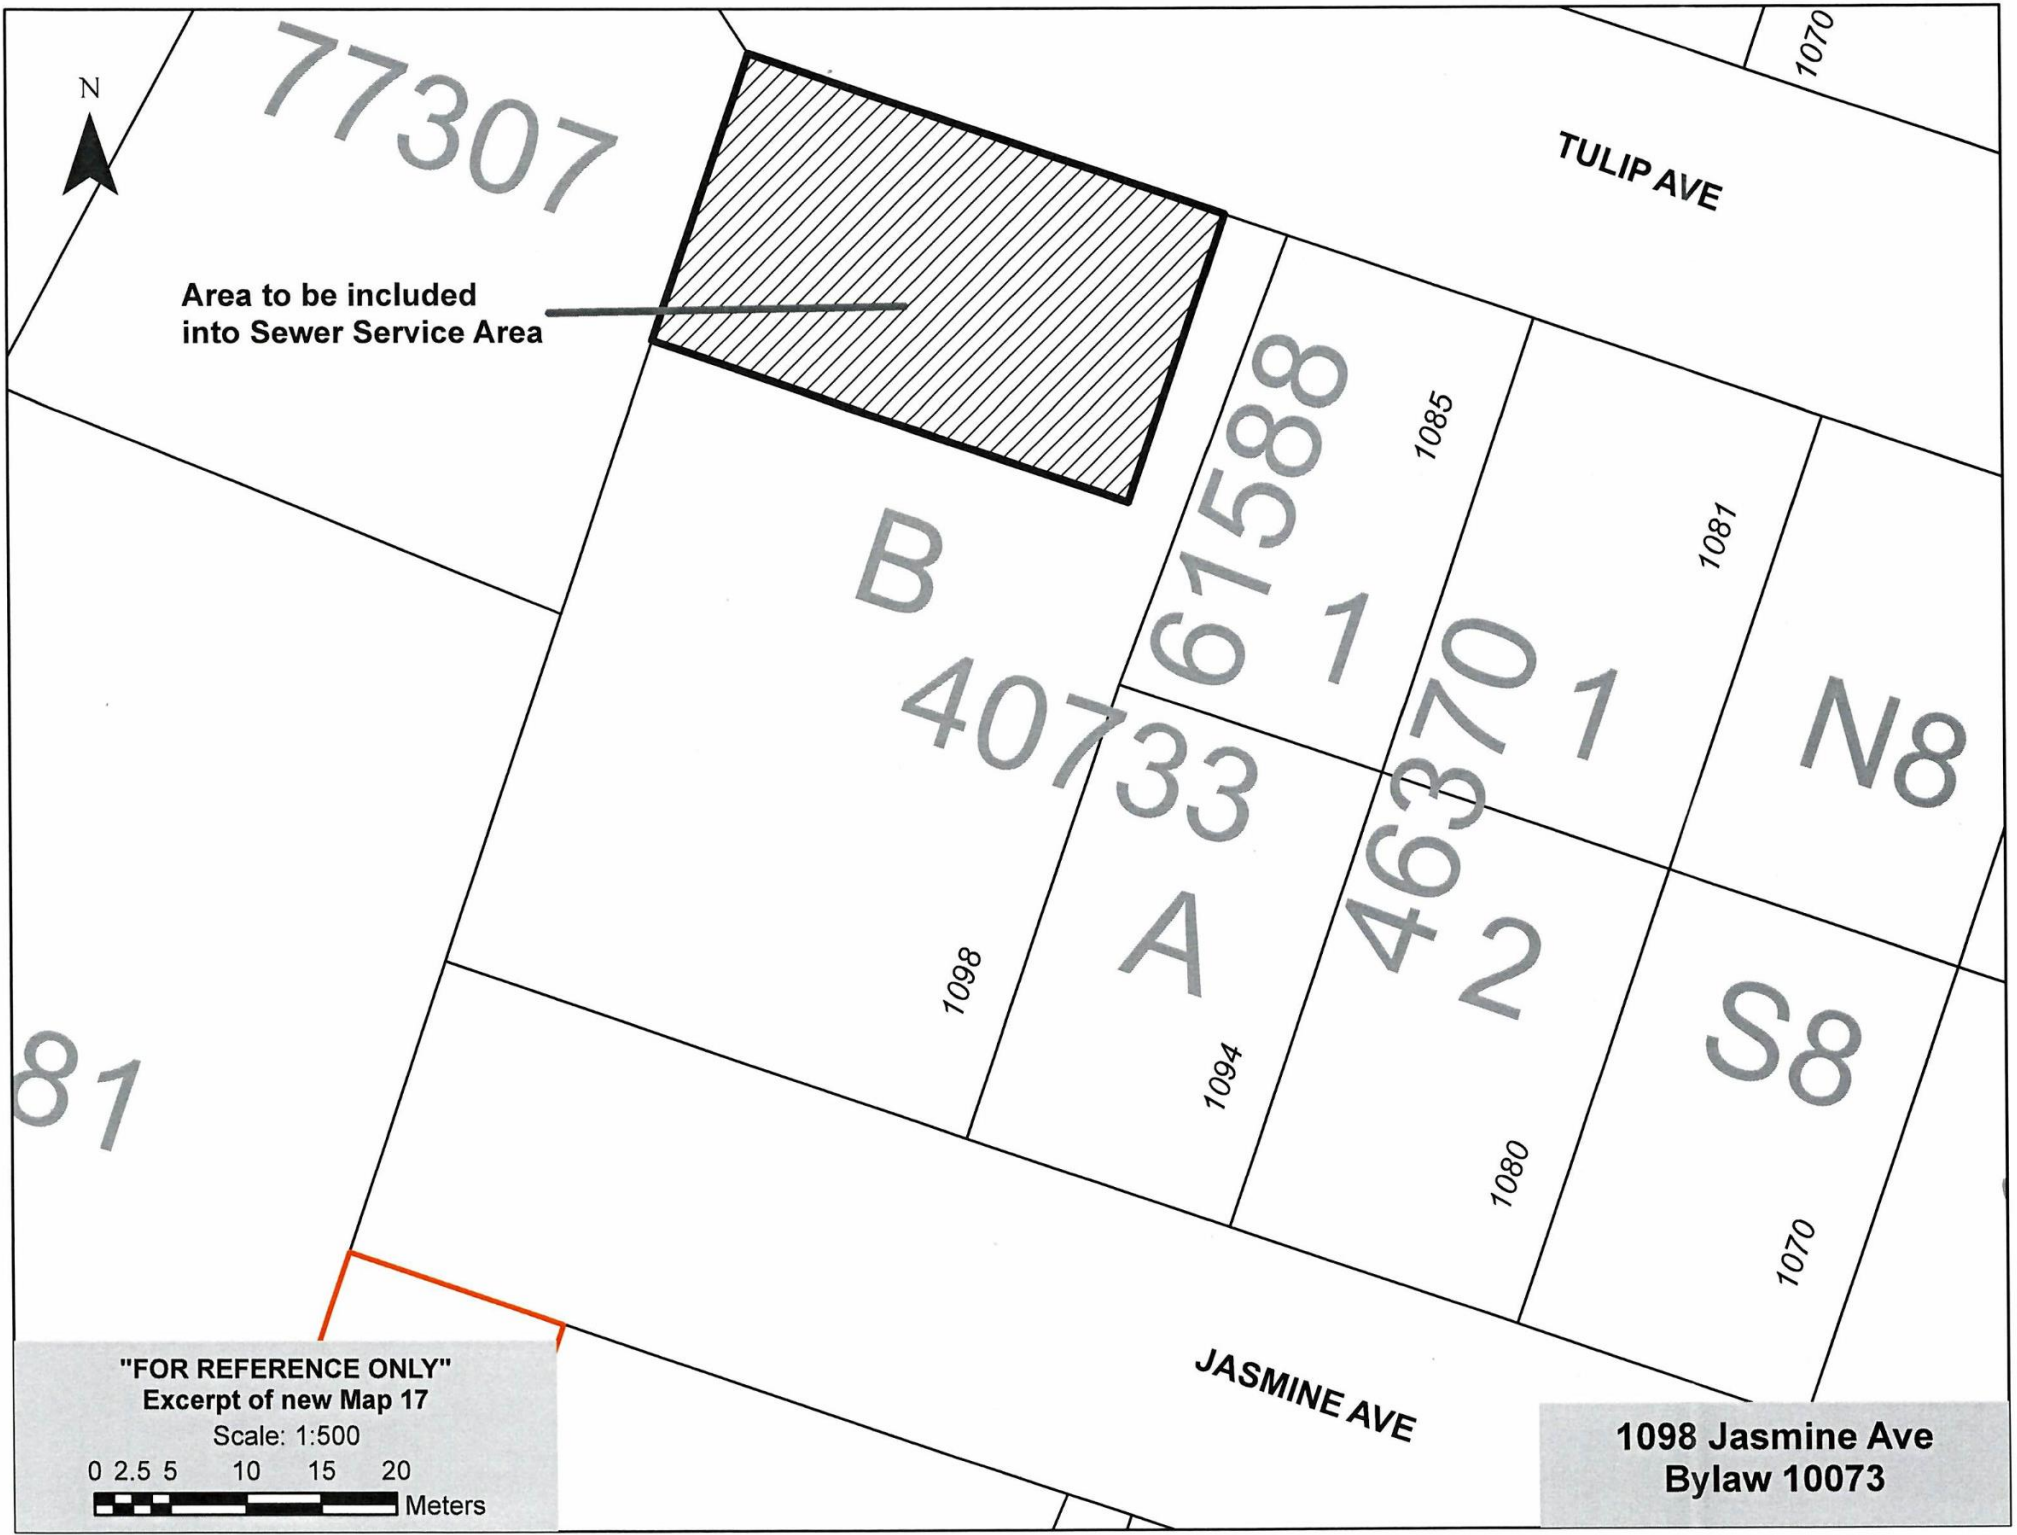 1070
N
77307
TULIP AVE
Area to be included
into Sewer Service Area
61588
1085
1081
B
1
463370
1
40733
N8
A
2
1098
S8
81
1094
1080
1070
"FOR REFERENCE ONLY"
Excerpt of new Map 17
Scale: 1:500
0 2.5 5 10 15 20
Meters
JASMINE AVE
1098 Jasmine Ave
Bylaw 10073